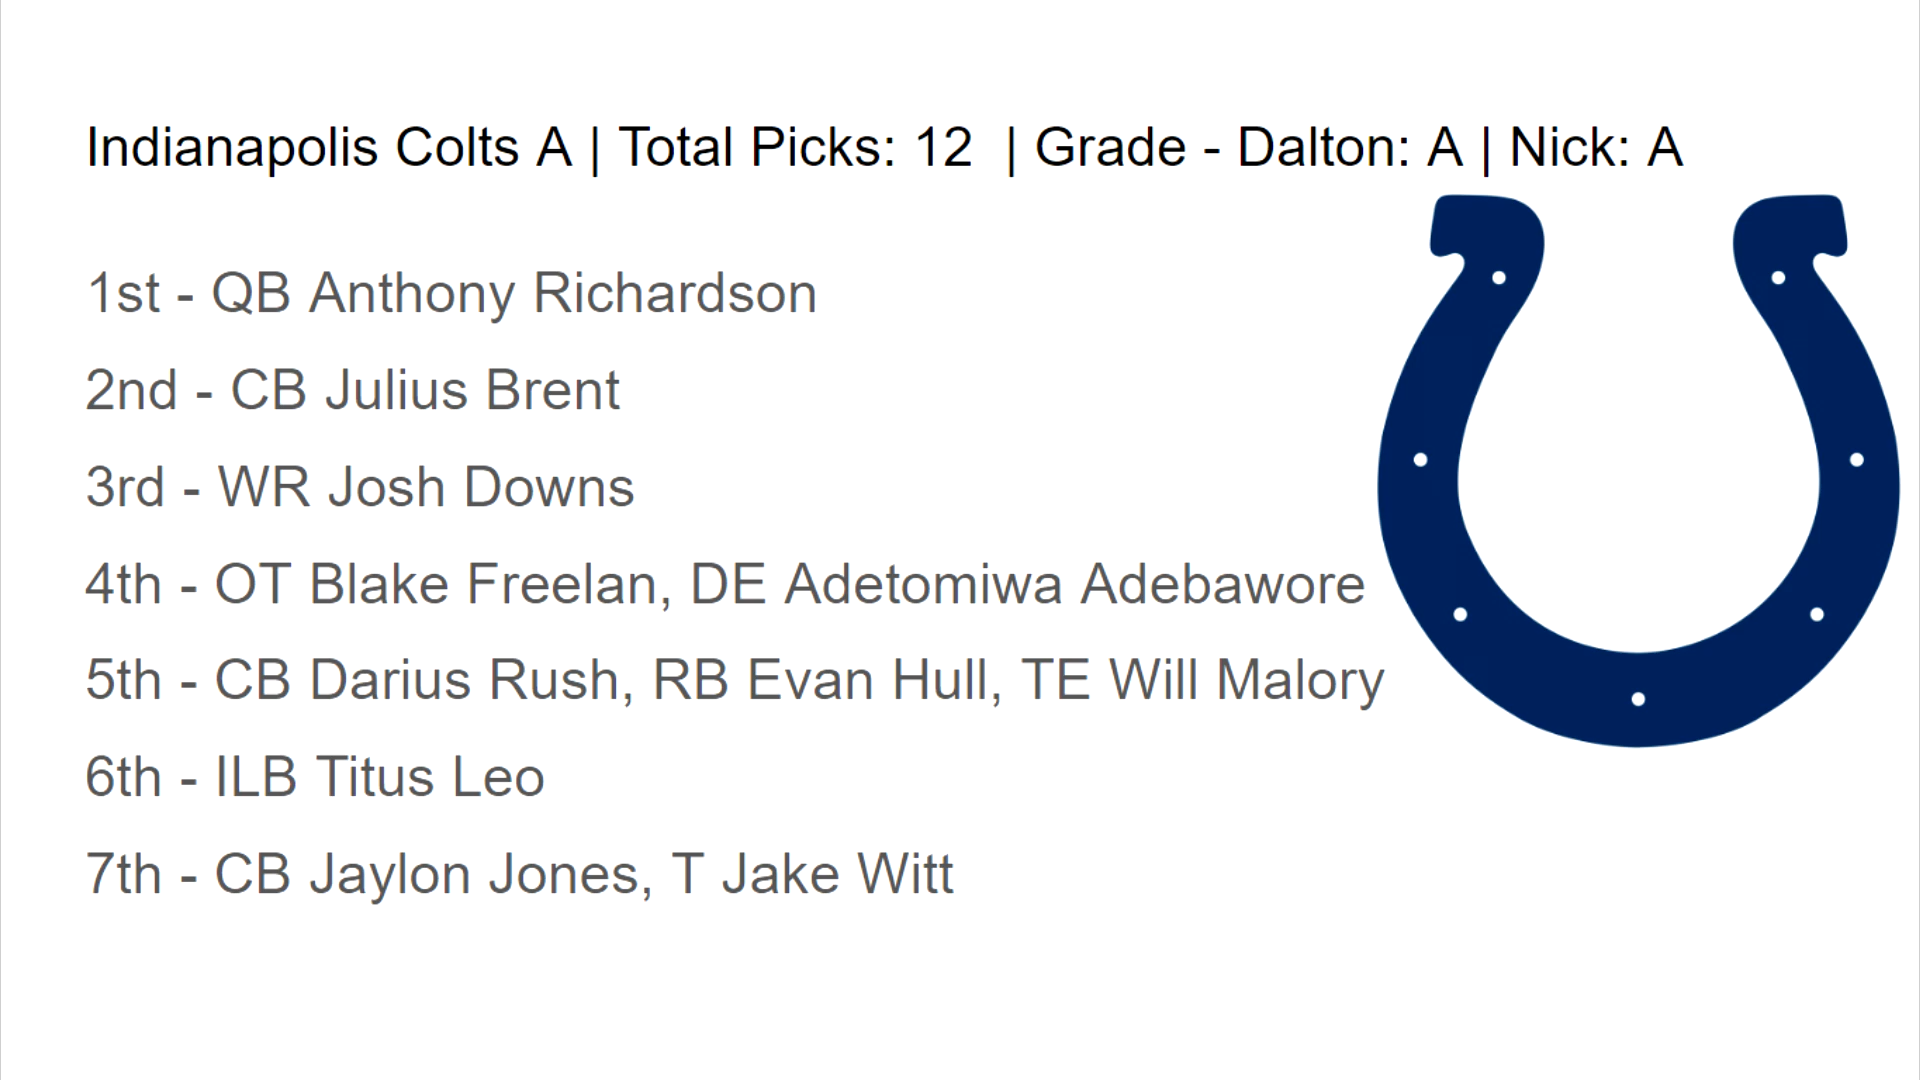 Indianapolis Colts A | Total Picks: 12  | Grade - Dalton: A | Nick: A
1st - QB Anthony Richardson
2nd - CB Julius Brent
3rd - WR Josh Downs
4th - OT Blake Freelan, DE Adetomiwa Adebawore
5th - CB Darius Rush, RB Evan Hull, TE Will Malory
6th - ILB Titus Leo
7th - CB Jaylon Jones, T Jake Witt